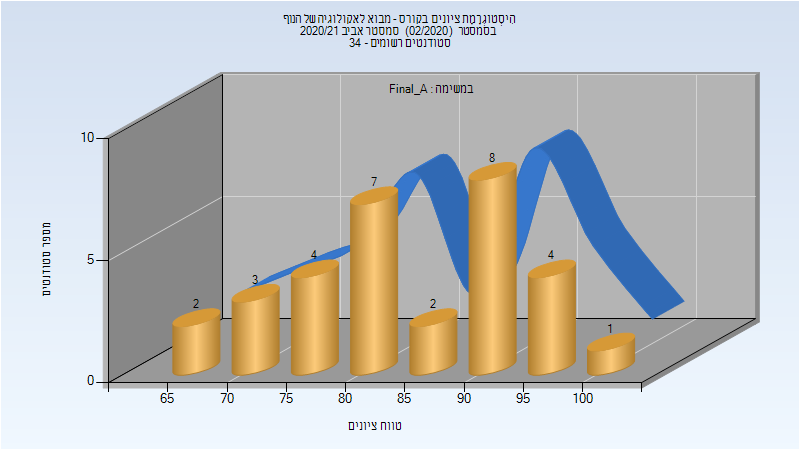 היסטוגרמת ציונים בקורס - מבוא לאקולוגיה של הנוף
בסמסטר (02/2020) סמסטר אביב 2020/21
סטודנטים רשומים - 34
במשימה : Final_A
10
5
0
מספר סטודנטים
2
3
4
7
2
8
4
1
65 70 75 80 85 90 95 100
טווח ציונים